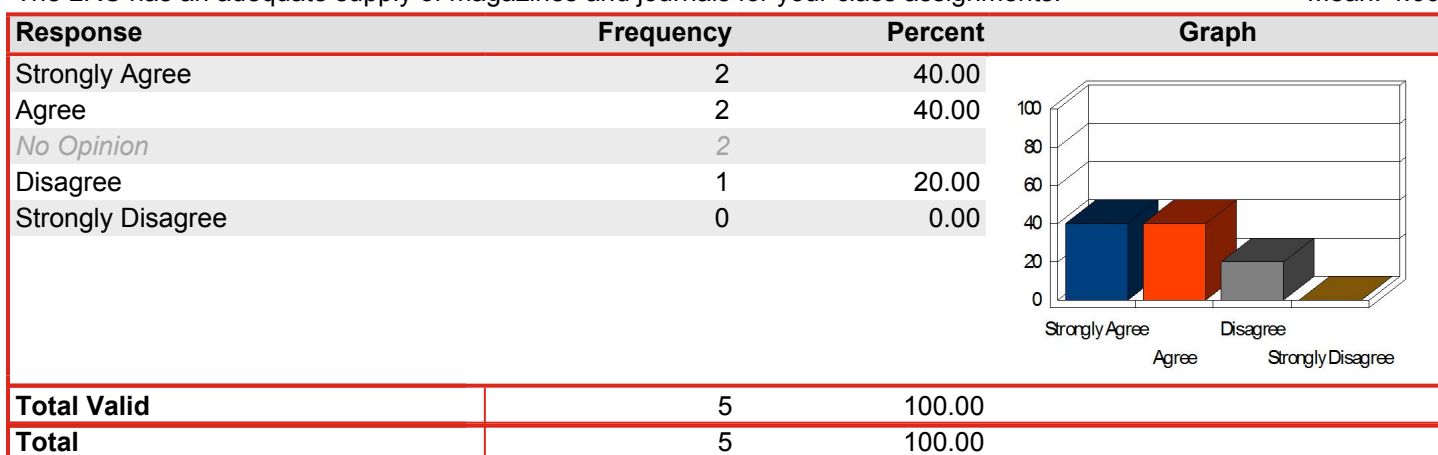 Response Frequency Percent Graph
Strongly Agree 2 40.00
Agree 2 40.00
No Opinion 2
Disagree 1 20.00
Strongly Disagree 0 0.00
100
80
60
40
20
0
Strongly Agree Disagree
Agree Strongly Disagree
Total Valid 5 100.00
Total 5 100.00